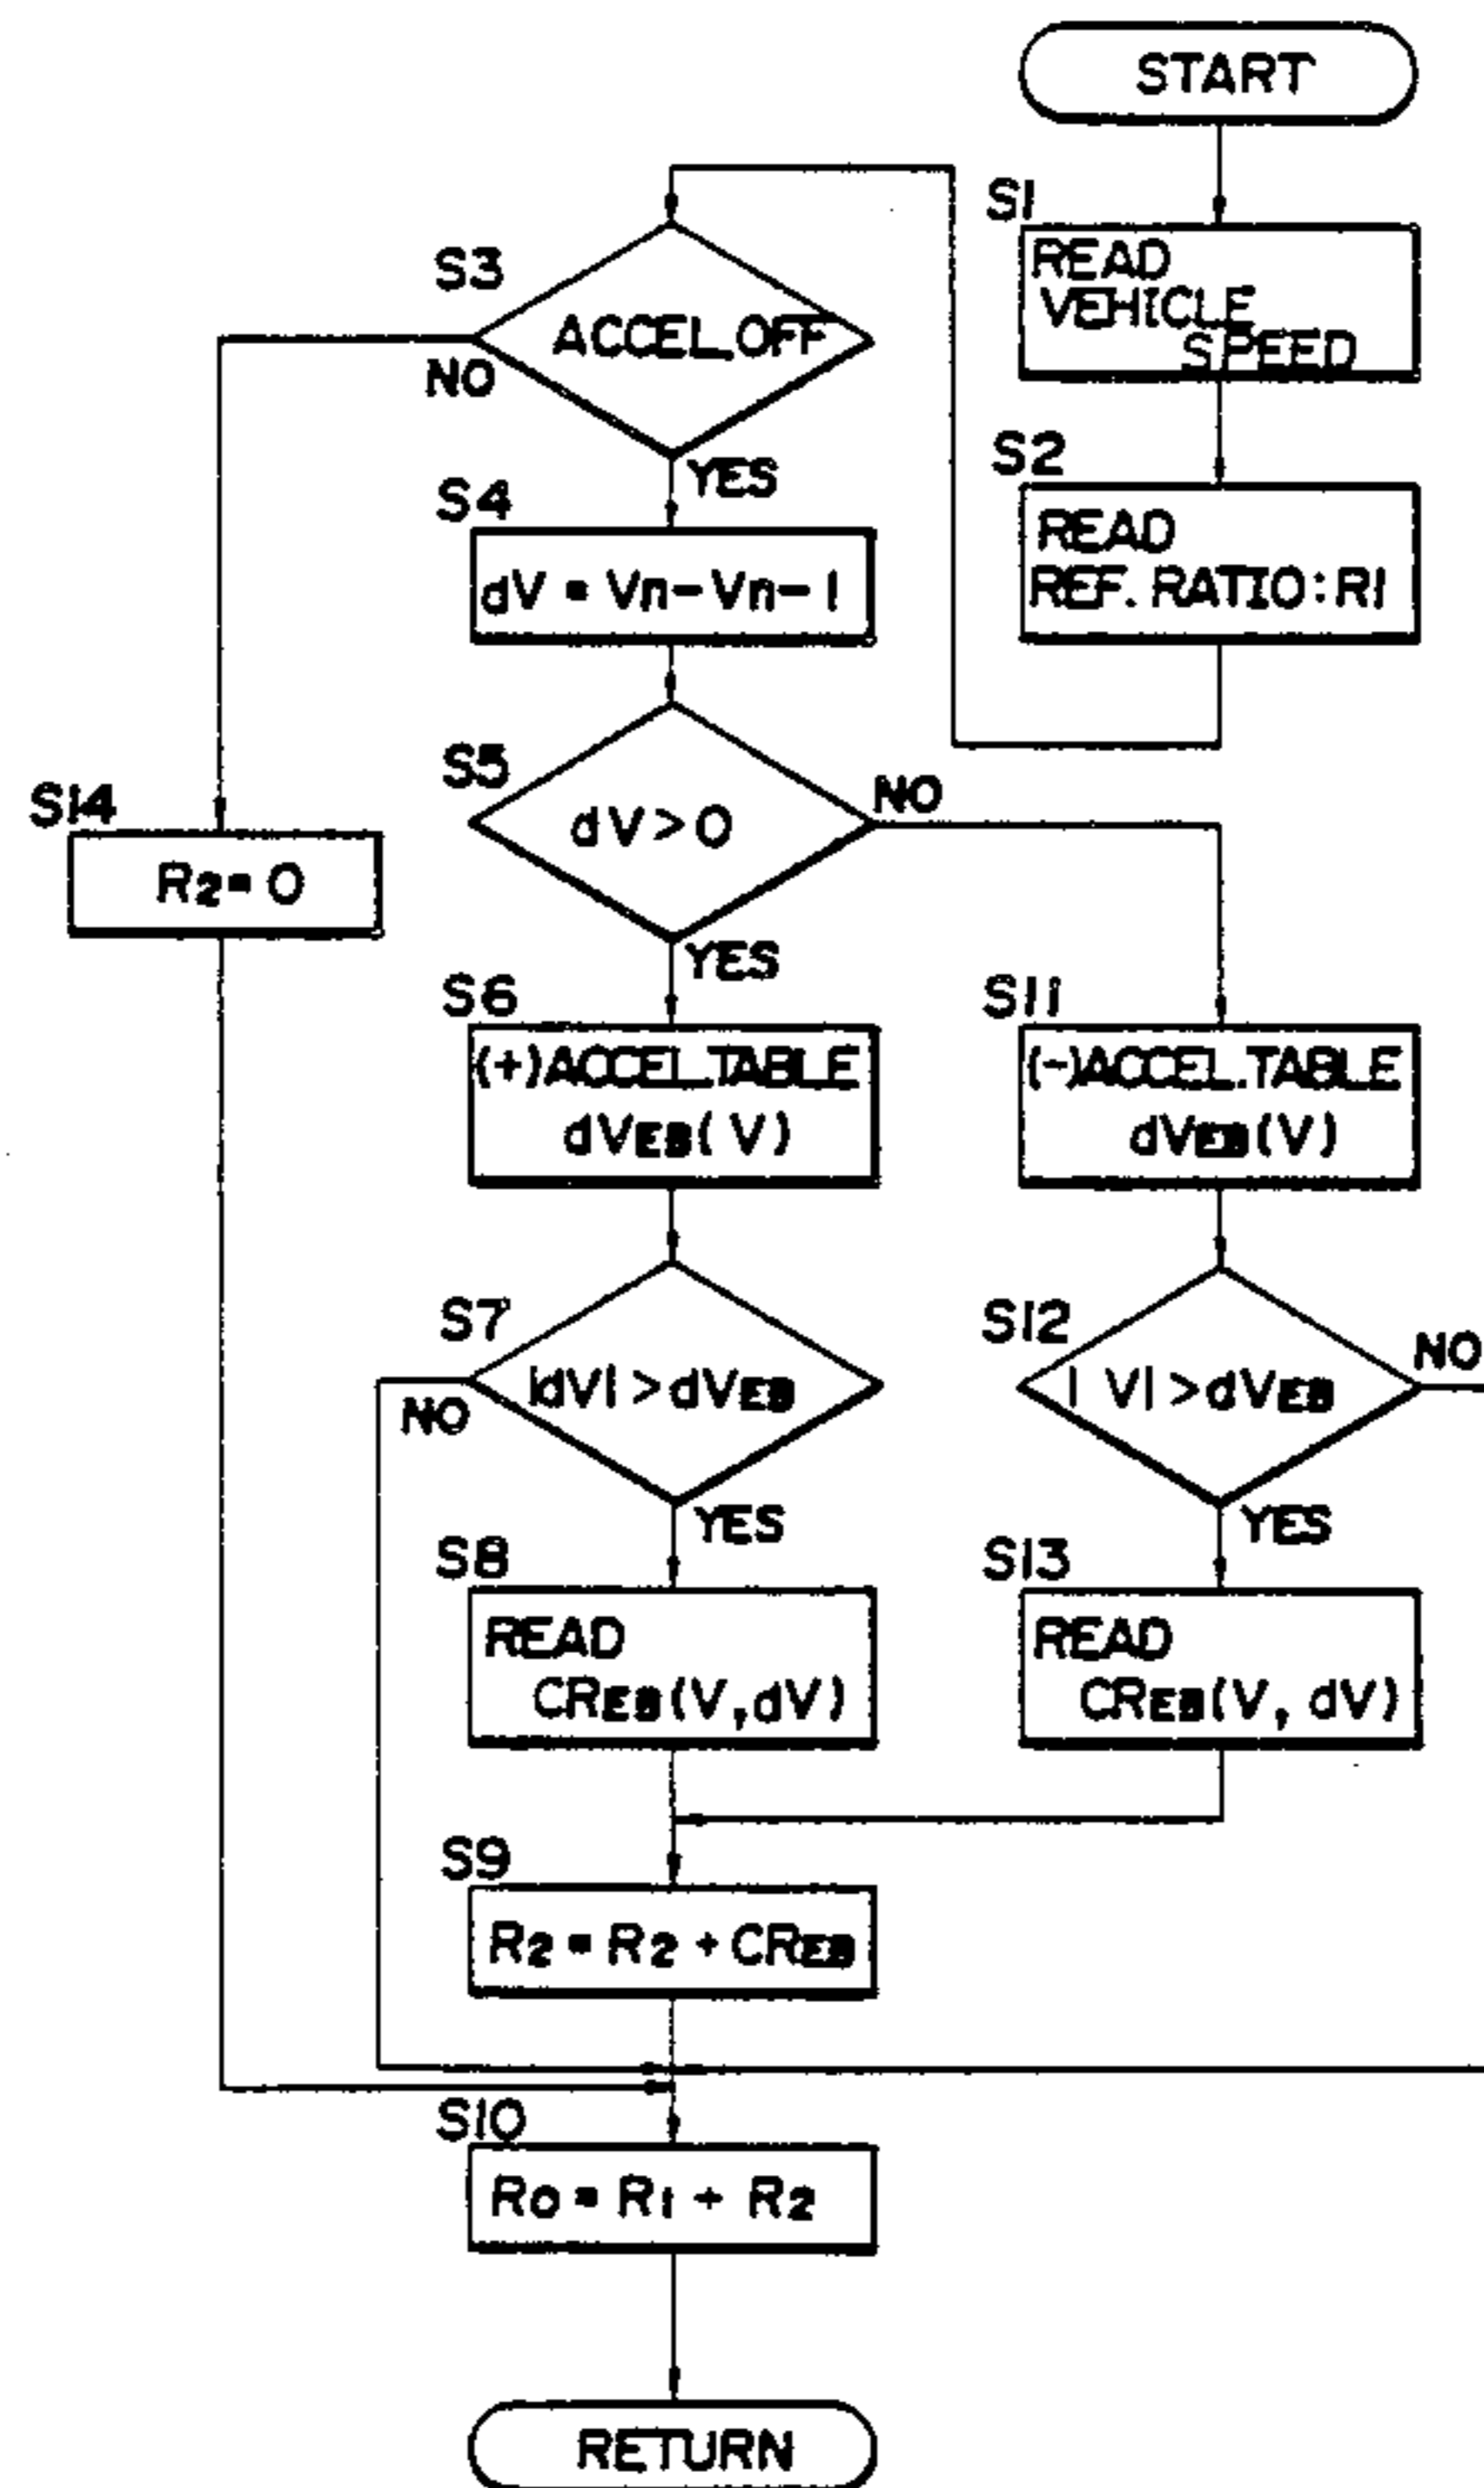 START
S1
READ
VEHICLE
SPEED
S2
READ
REF. RATIO: R1
S3
ACCEL.OFF
NO
YES
S4
dV = Vn - Vn-1
S5
dV > 0
NO
YES
S14
R2 = 0
S6
(+)ACCEL.TABLE
dVEB(V)
S11
(-)ACCEL.TABLE
dVEB(V)
S7
|dV| > dVEB
NO
YES
S12
| V| > dVEB
NO
YES
S8
READ
CREB(V,dV)
S13
READ
CREB(V, dV)
S9
R2 = R2 + CREB
S10
R0 = R1 + R2
RETURN